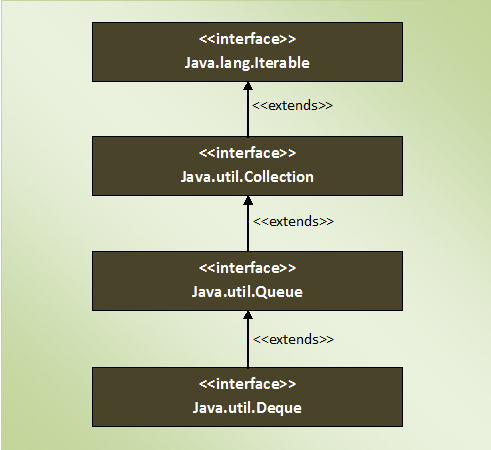 <<interface>>
Java.lang.Iterable
<<extends>>
<<interface>>
Java.util.Collection
<<extends>>
<<interface>>
Java.util.Queue
<<extends>>
<<interface>>
Java.util.Deque